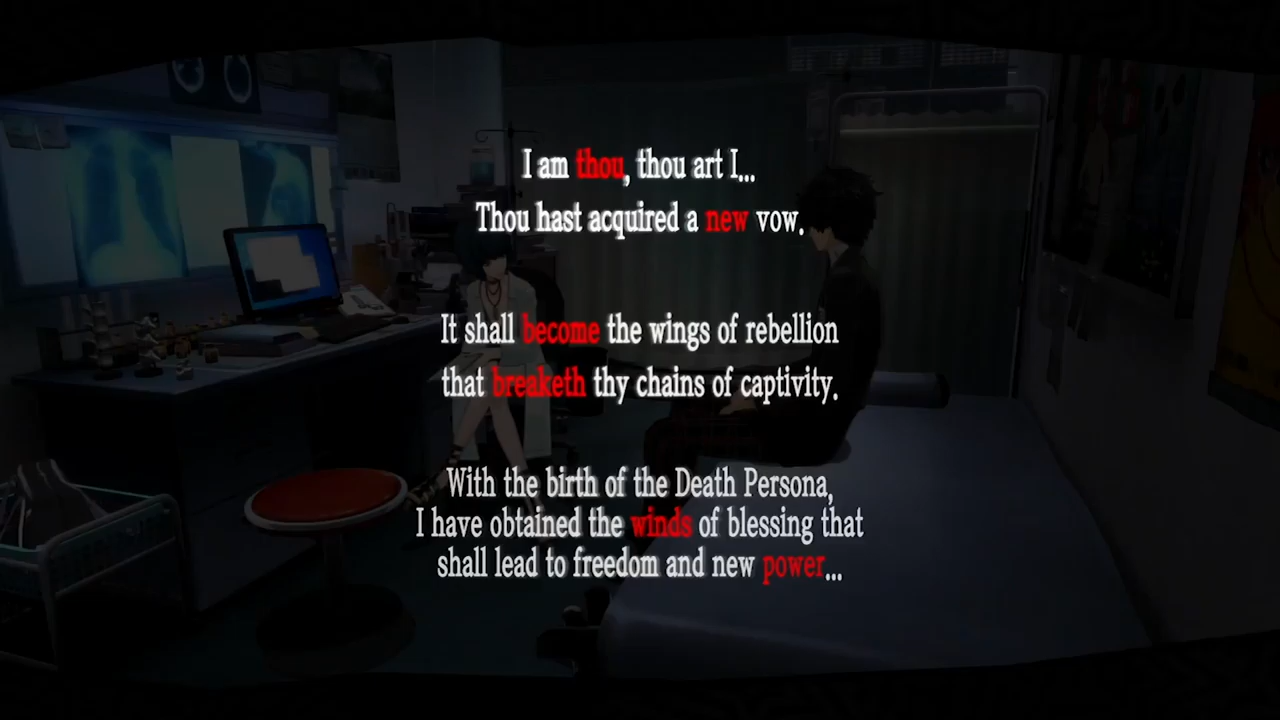 I am thou, thou art I...
Thou hast acquired a new vow.
It shall become the wings of rebellion
that breaketh thy chains of captivity.
With the birth of the Death Persona,
I have obtained the winds of blessing that
shall lead to freedom and new power...